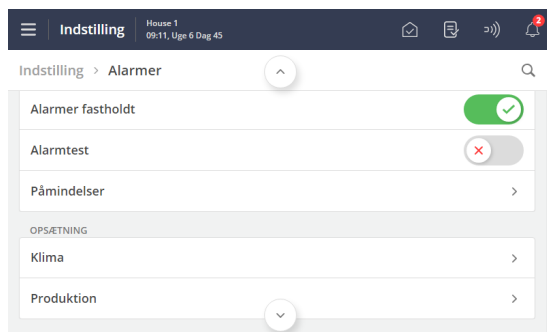 Indstilling
House 1
09:11, Uge 6 Dag 45
2
Indstilling > Alarmer
Alarmer fastholdt
Alarmtest
Påmindelser
OPSÆTNING
Klima
Produktion